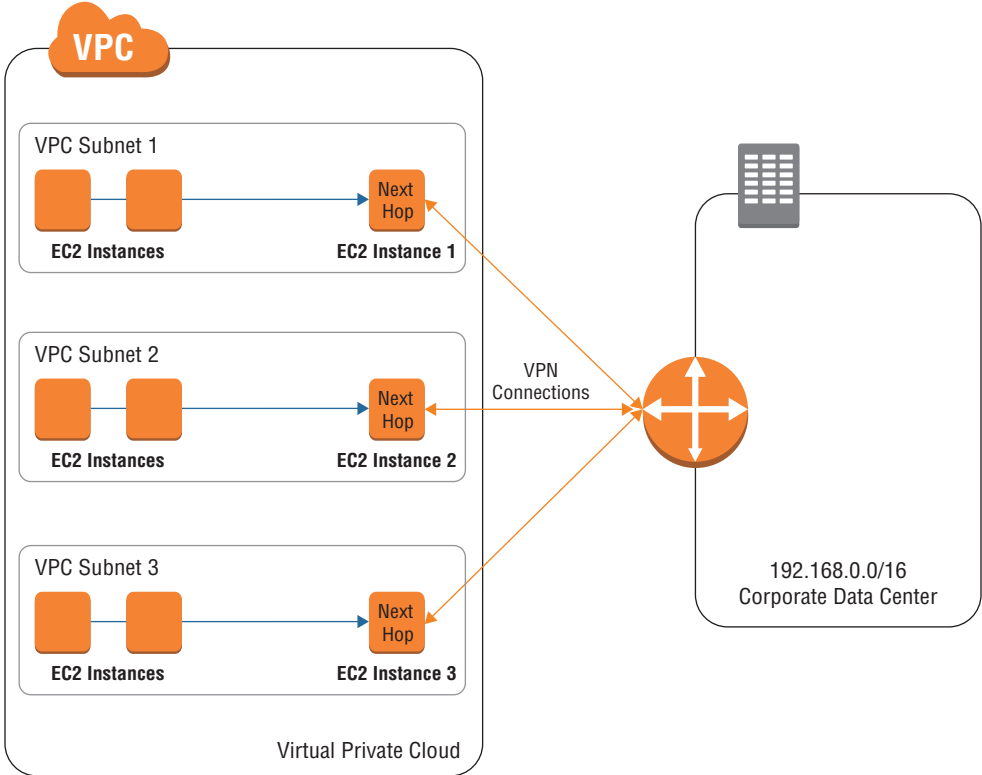 VPC
VPC Subnet 1
Next
Hop
EC2 Instances
EC2 Instance 1
VPC Subnet 2
Next
Hop
EC2 Instances
EC2 Instance 2
VPN
Connections
VPC Subnet 3
Next
Hop
EC2 Instances
EC2 Instance 3
Virtual Private Cloud
192.168.0.0/16
Corporate Data Center